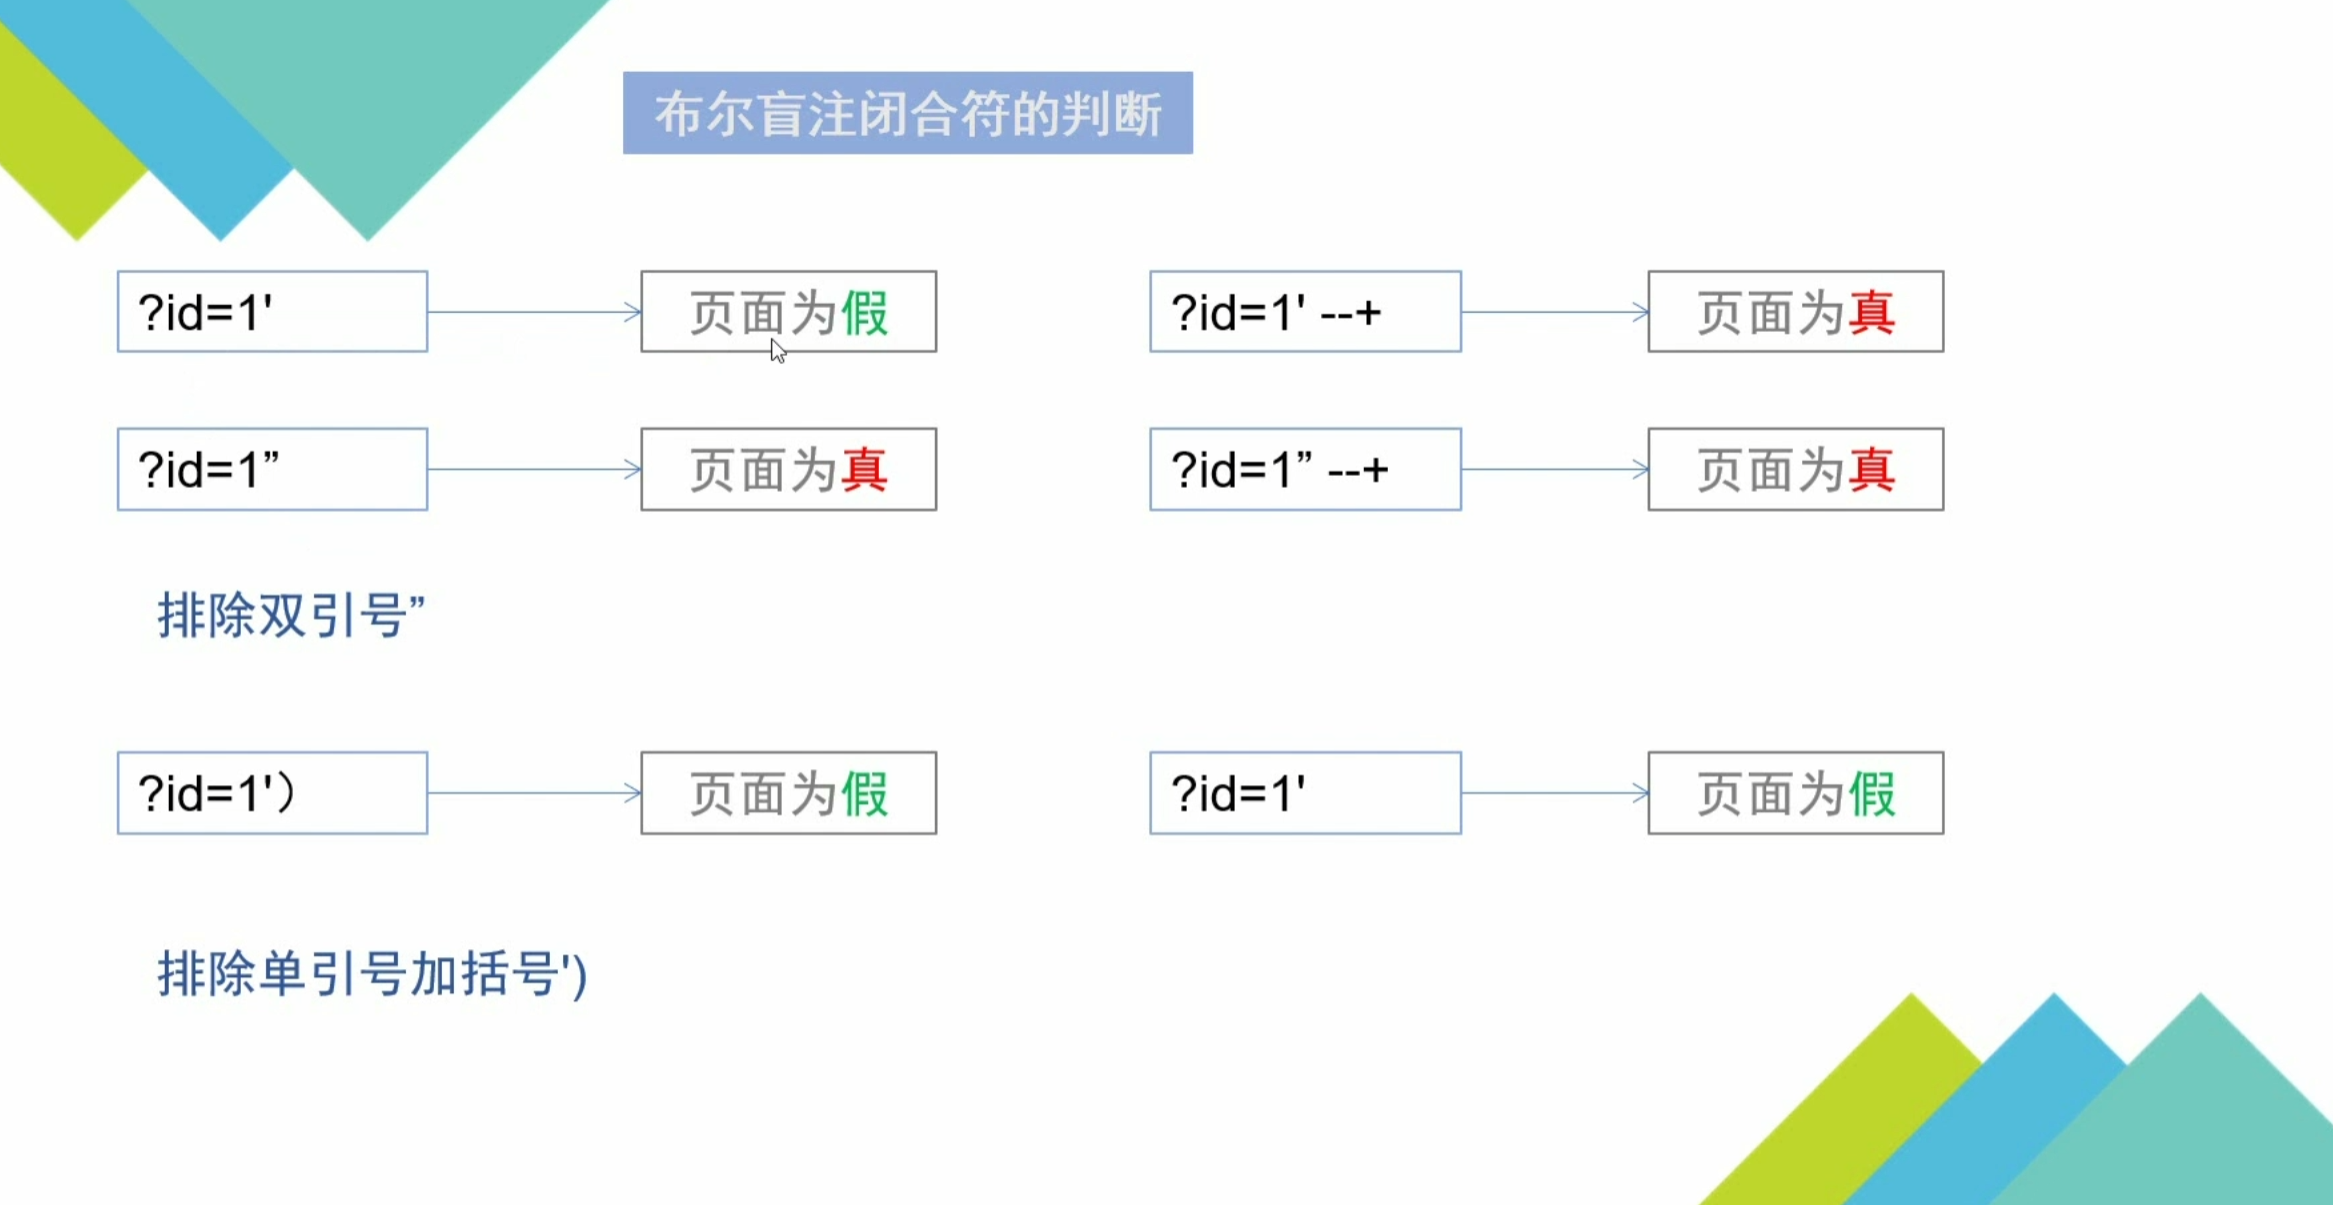 布尔盲注闭合符的判断
?id=1' 页面为假 ?id=1' --+ 页面为真
?id=1” 页面为真 ?id=1” --+ 页面为真
排除双引号”
?id=1'） 页面为假 ?id=1' 页面为假
排除单引号加括号')